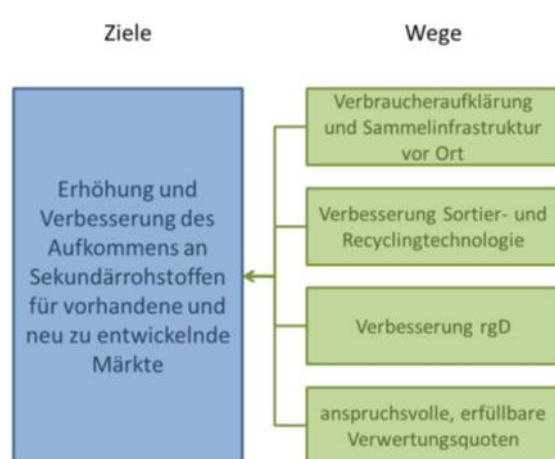 Ziele
Wege
Erhöhung und
Verbesserung des
Aufkommens an
Sekundärrohstoffen
für vorhandene und
neu zu entwickelnde
Märkte
Verbraucheraufklärung
und Sammelinfrastruktur
vor Ort
Verbesserung Sortier- und
Recyclingtechnologie
Verbesserung rgD
anspruchsvolle, erfüllbare
Verwertungsquoten